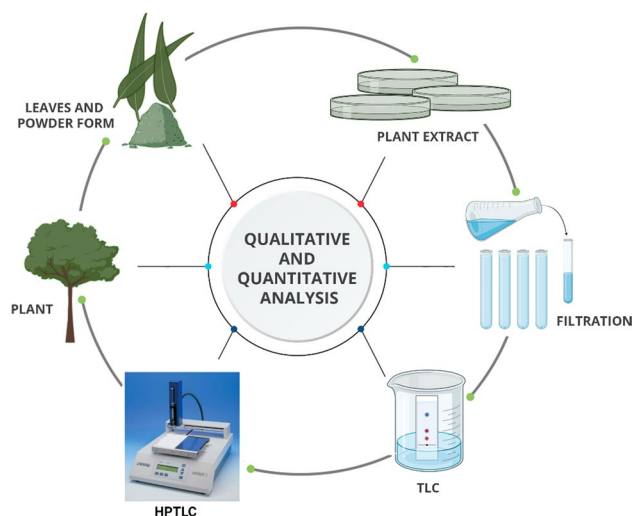 LEAVES AND
POWDER FORM
PLANT EXTRACT
QUALITATIVE
AND
QUANTITATIVE
ANALYSIS
PLANT
FILTRATION
TLC
HPTLC